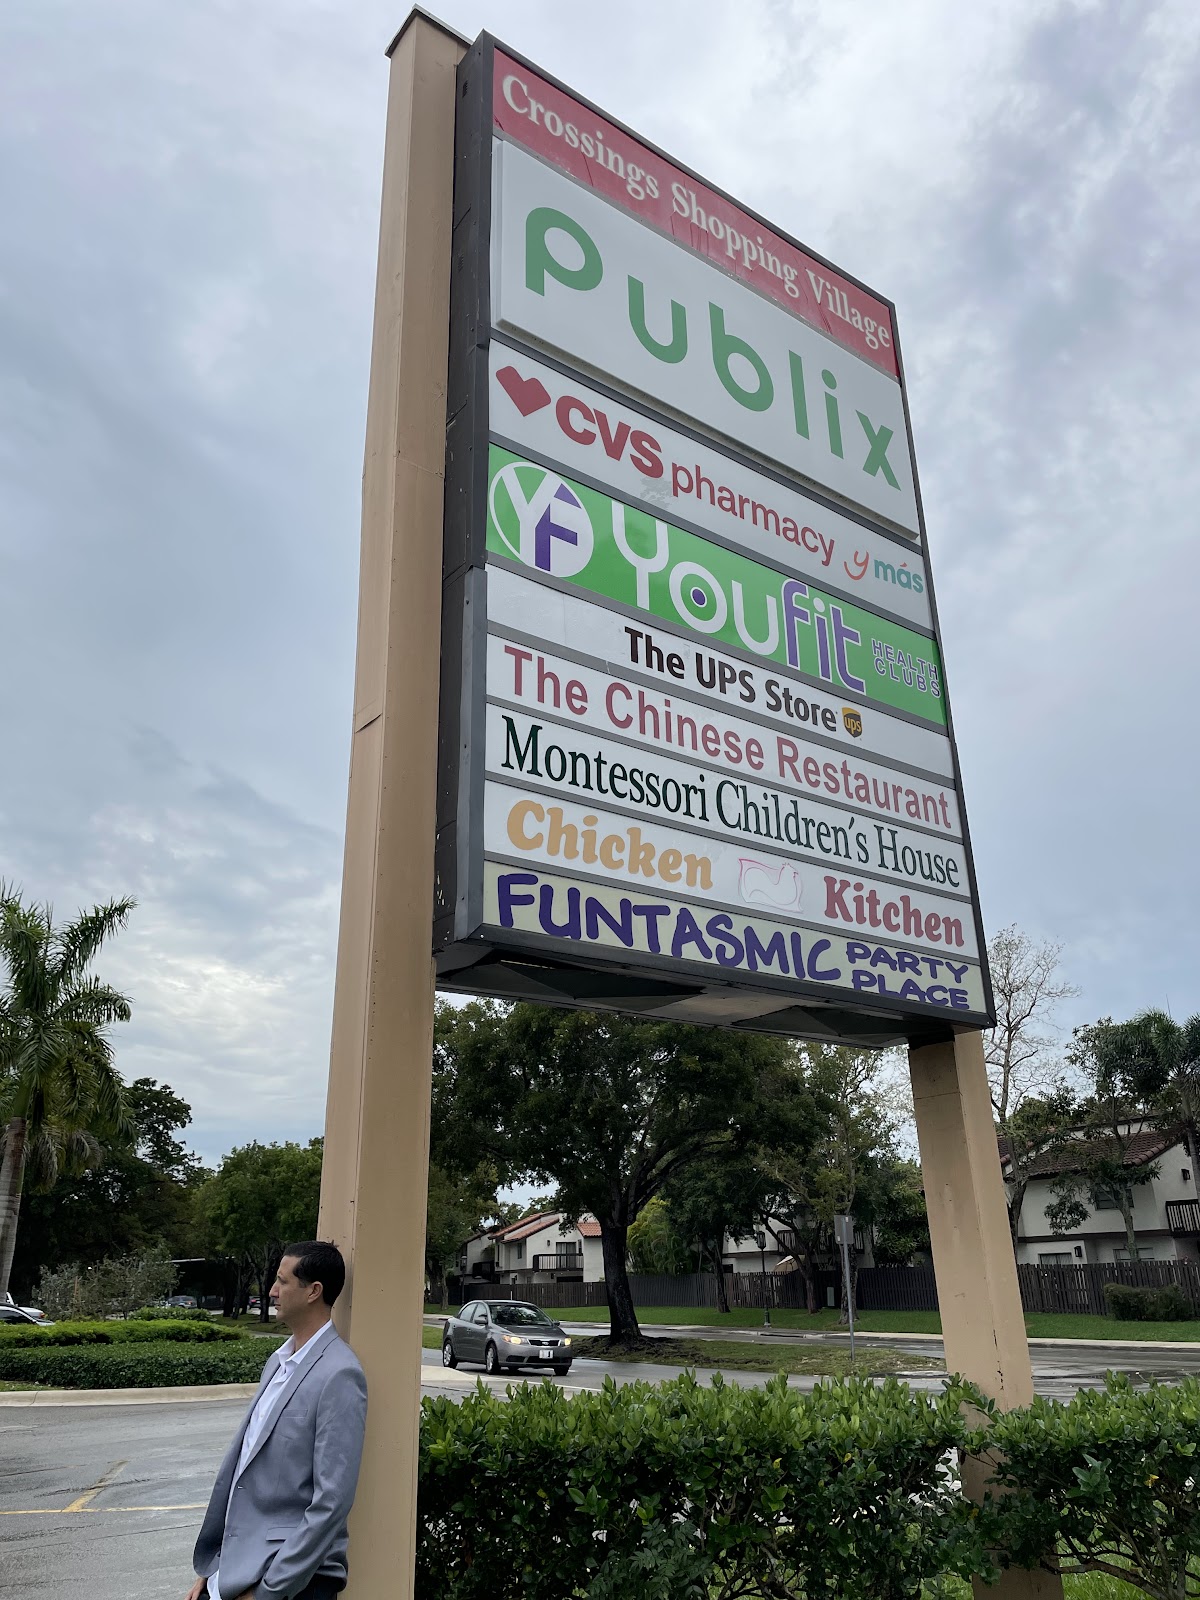 Crossings Shopping Village
Publix
CVS pharmacy y más
YF Youfit HEALTH
CLUBS
The UPS Store ups
The Chinese Restaurant
Montessori Children's House
Chicken Kitchen
FUNTASMIC PARTY
PLACE